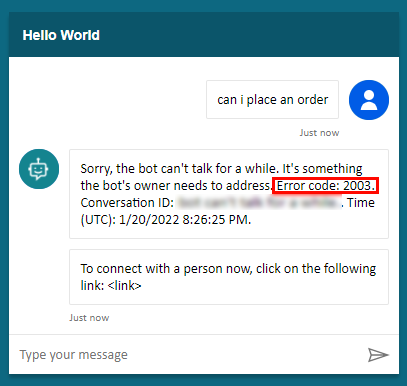 Hello World
can i place an order
Just now
Sorry, the bot can't talk for a while. It's something
the bot's owner needs to address. Error code: 2003.
Conversation ID: . Time
(UTC): 1/20/2022 8:26:25 PM.
To connect with a person now, click on the following
link: <link>
Just now
Type your message